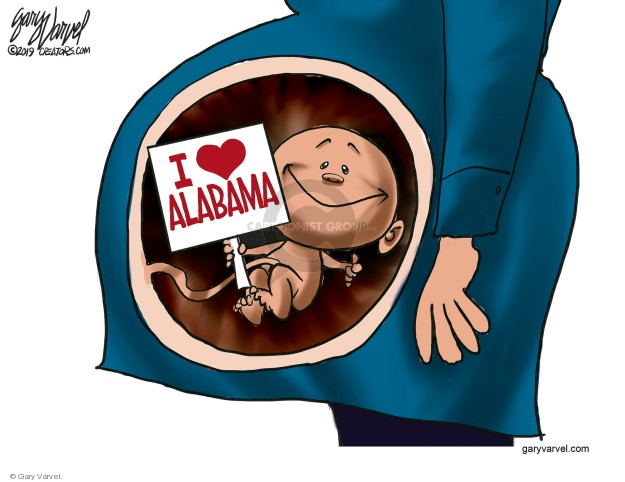 Gary Varvel
©2019 CREATORS.COM
I ♥
ALABAMA
CARTOONIST GROUP
garyvarvel.com
© Gary Varvel.